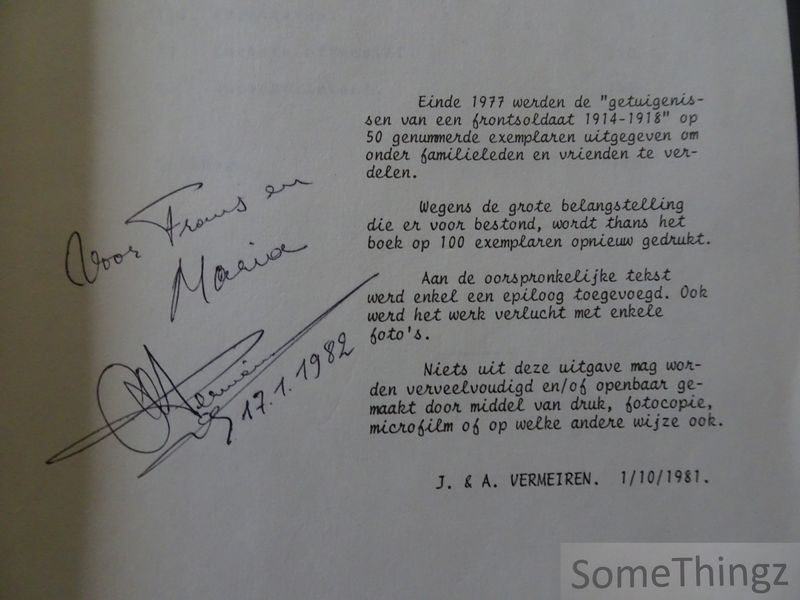 Einde 1977 werden de "getuigenis-
sen van een frontsoldaat 1914-1918" op
50 genummerde exemplaren uitgegeven om
onder familieleden en vrienden te ver-
delen.
Wegens de grote belangstelling
die er voor bestond, wordt thans het
boek op 100 exemplaren opnieuw gedrukt.
Aan de oorspronkelijke tekst
werd enkel een epiloog toegevoegd. Ook
werd het werk verlucht met enkele
foto's.
Niets uit deze uitgave mag wor-
den verveelvoudigd en/of openbaar ge-
maakt door middel van druk, fotocopie,
microfilm of op welke andere wijze ook.
J. & A. VERMEIREN. 1/10/1981.
Voor Frans en
Maria
17.1.1982
SomeThingz